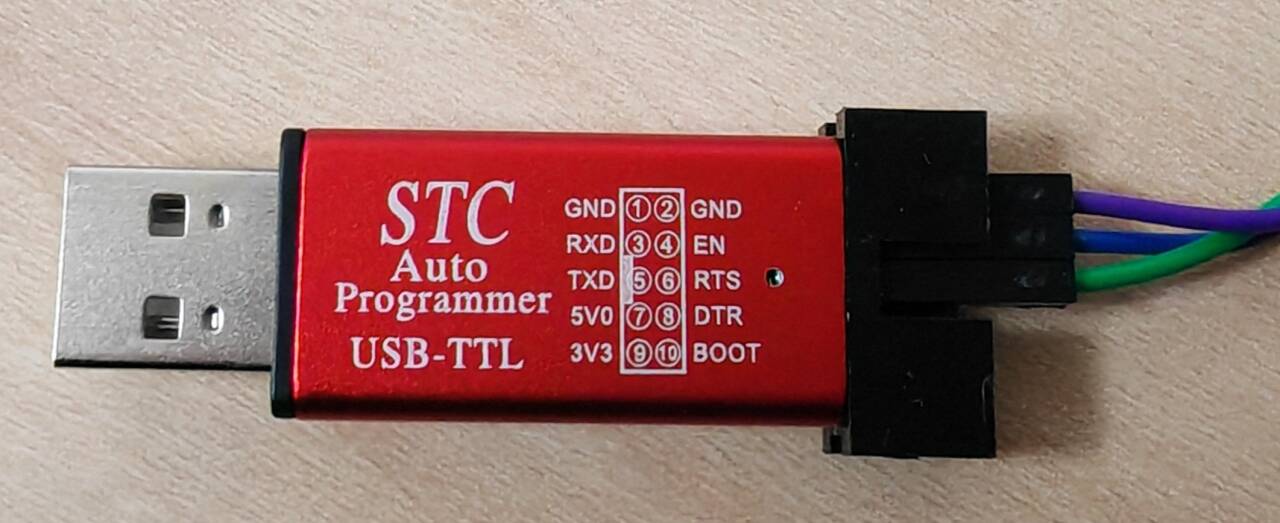 STC
Auto
Programmer
USB-TTL
GND ① ② GND
RXD ③ ④ EN
TXD ⑤ ⑥ RTS
5V0 ⑦ ⑧ DTR
3V3 ⑨ ⑩ BOOT